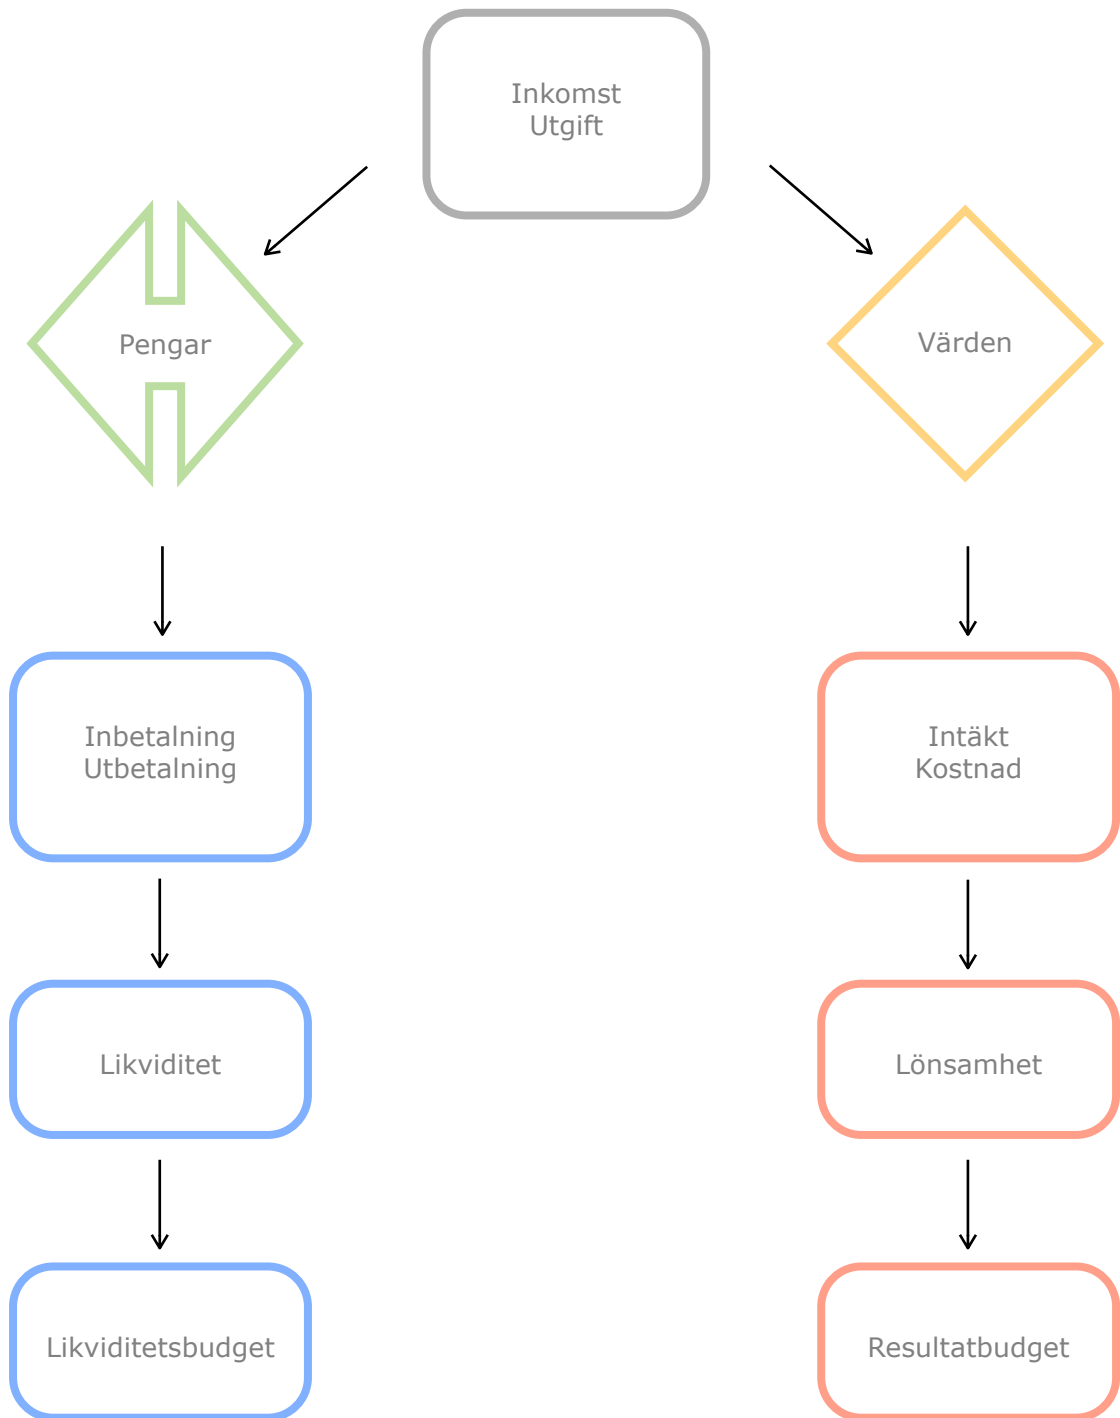 Inkomst
Utgift
Pengar
Värden
Inbetalning
Utbetalning
Intäkt
Kostnad
Likviditet
Lönsamhet
Likviditetsbudget
Resultatbudget